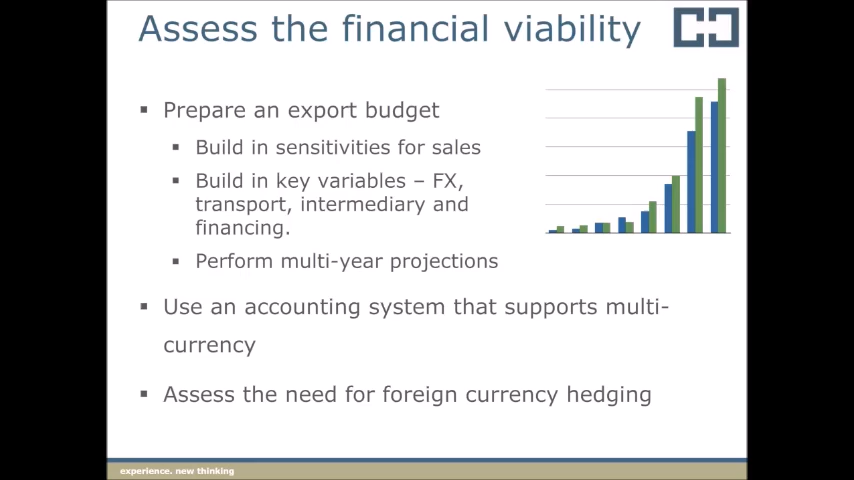 Assess the financial viability
▪ Prepare an export budget
▪ Build in sensitivities for sales
▪ Build in key variables – FX,
transport, intermediary and
financing.
▪ Perform multi-year projections
▪ Use an accounting system that supports multi-
currency
▪ Assess the need for foreign currency hedging
experience. new thinking